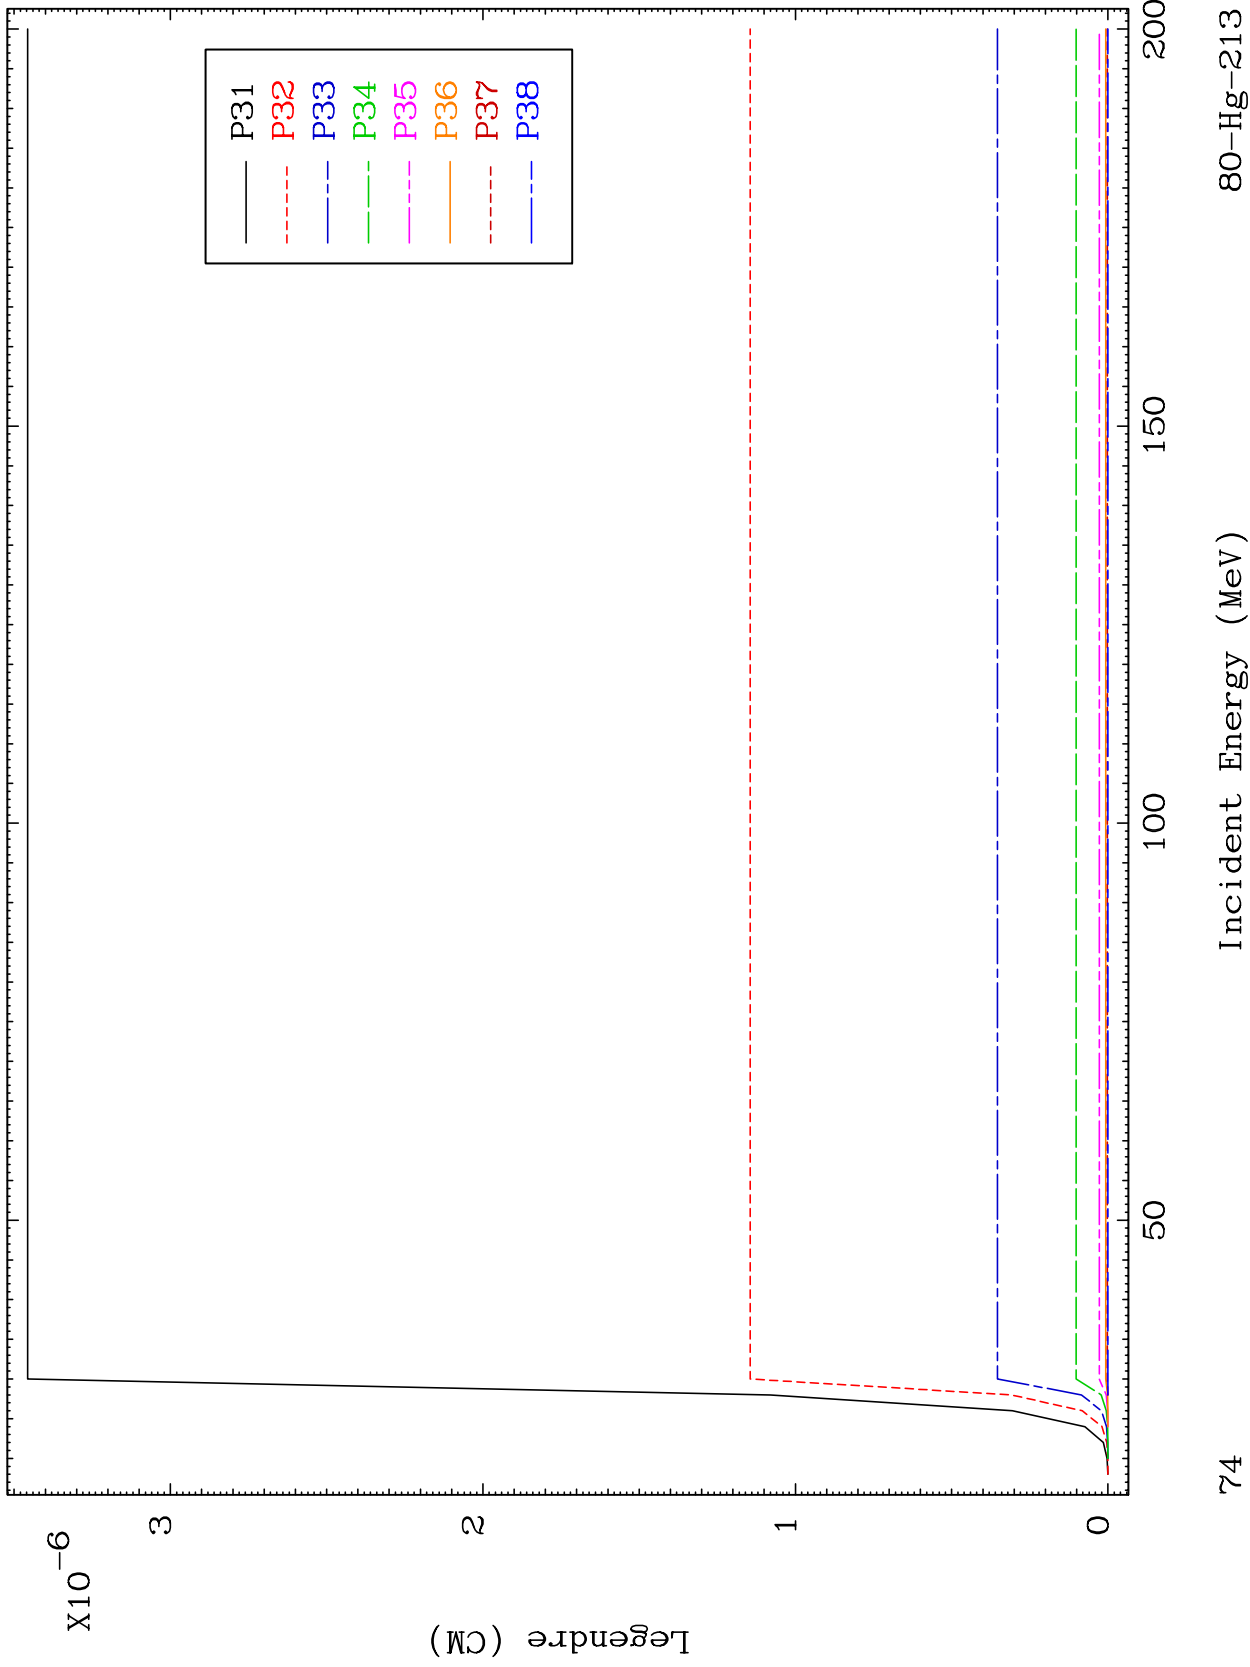 X10-6
3
2
1
0
Legendre (CM)
P31
P32
P33
P34
P35
P36
P37
P38
50
100
150
200
Incident Energy (MeV)
74
80-Hg-213